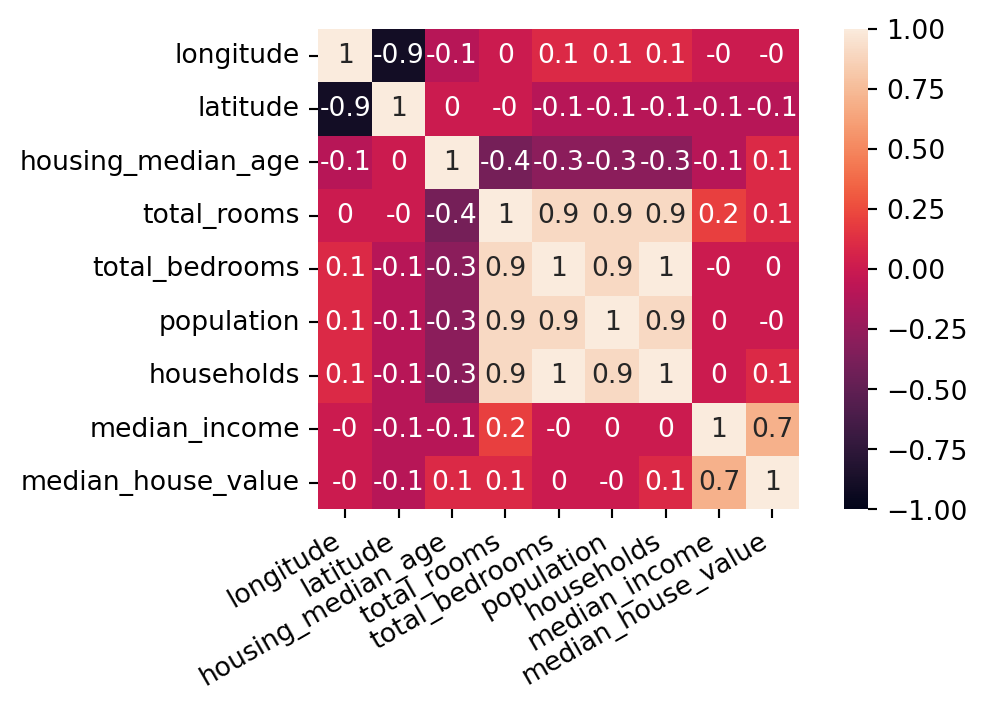 longitude 1 -0.9 -0.1 0 0.1 0.1 0.1 -0 -0
latitude -0.9 1 0 -0 -0.1 -0.1 -0.1 -0.1 -0.1
housing_median_age -0.1 0 1 -0.4 -0.3 -0.3 -0.3 -0.1 0.1
total_rooms 0 -0 -0.4 1 0.9 0.9 0.9 0.2 0.1
total_bedrooms 0.1 -0.1 -0.3 0.9 1 0.9 1 -0 0
population 0.1 -0.1 -0.3 0.9 0.9 1 0.9 0 -0
households 0.1 -0.1 -0.3 0.9 1 0.9 1 0 0.1
median_income -0 -0.1 -0.1 0.2 -0 0 0 1 0.7
median_house_value -0 -0.1 0.1 0.1 0 -0 0.1 0.7 1
longitude
latitude
housing_median_age
total_rooms
total_bedrooms
population
households
median_income
median_house_value
1.00
0.75
0.50
0.25
0.00
−0.25
−0.50
−0.75
−1.00